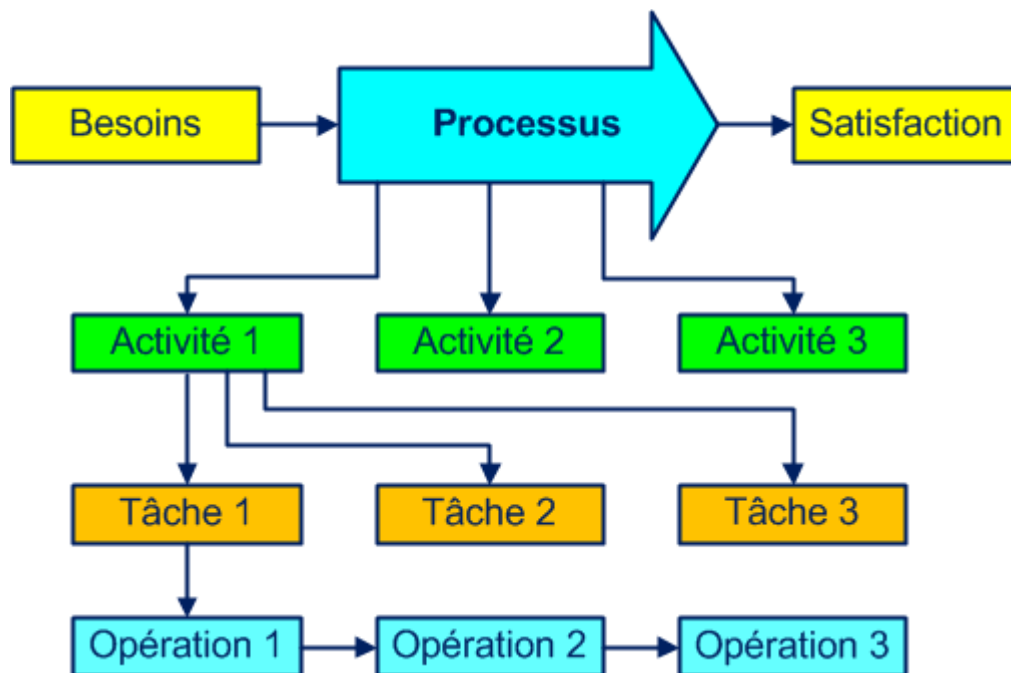 Besoins
Processus
Satisfaction
Activité 1
Activité 2
Activité 3
Tâche 1
Tâche 2
Tâche 3
Opération 1
Opération 2
Opération 3